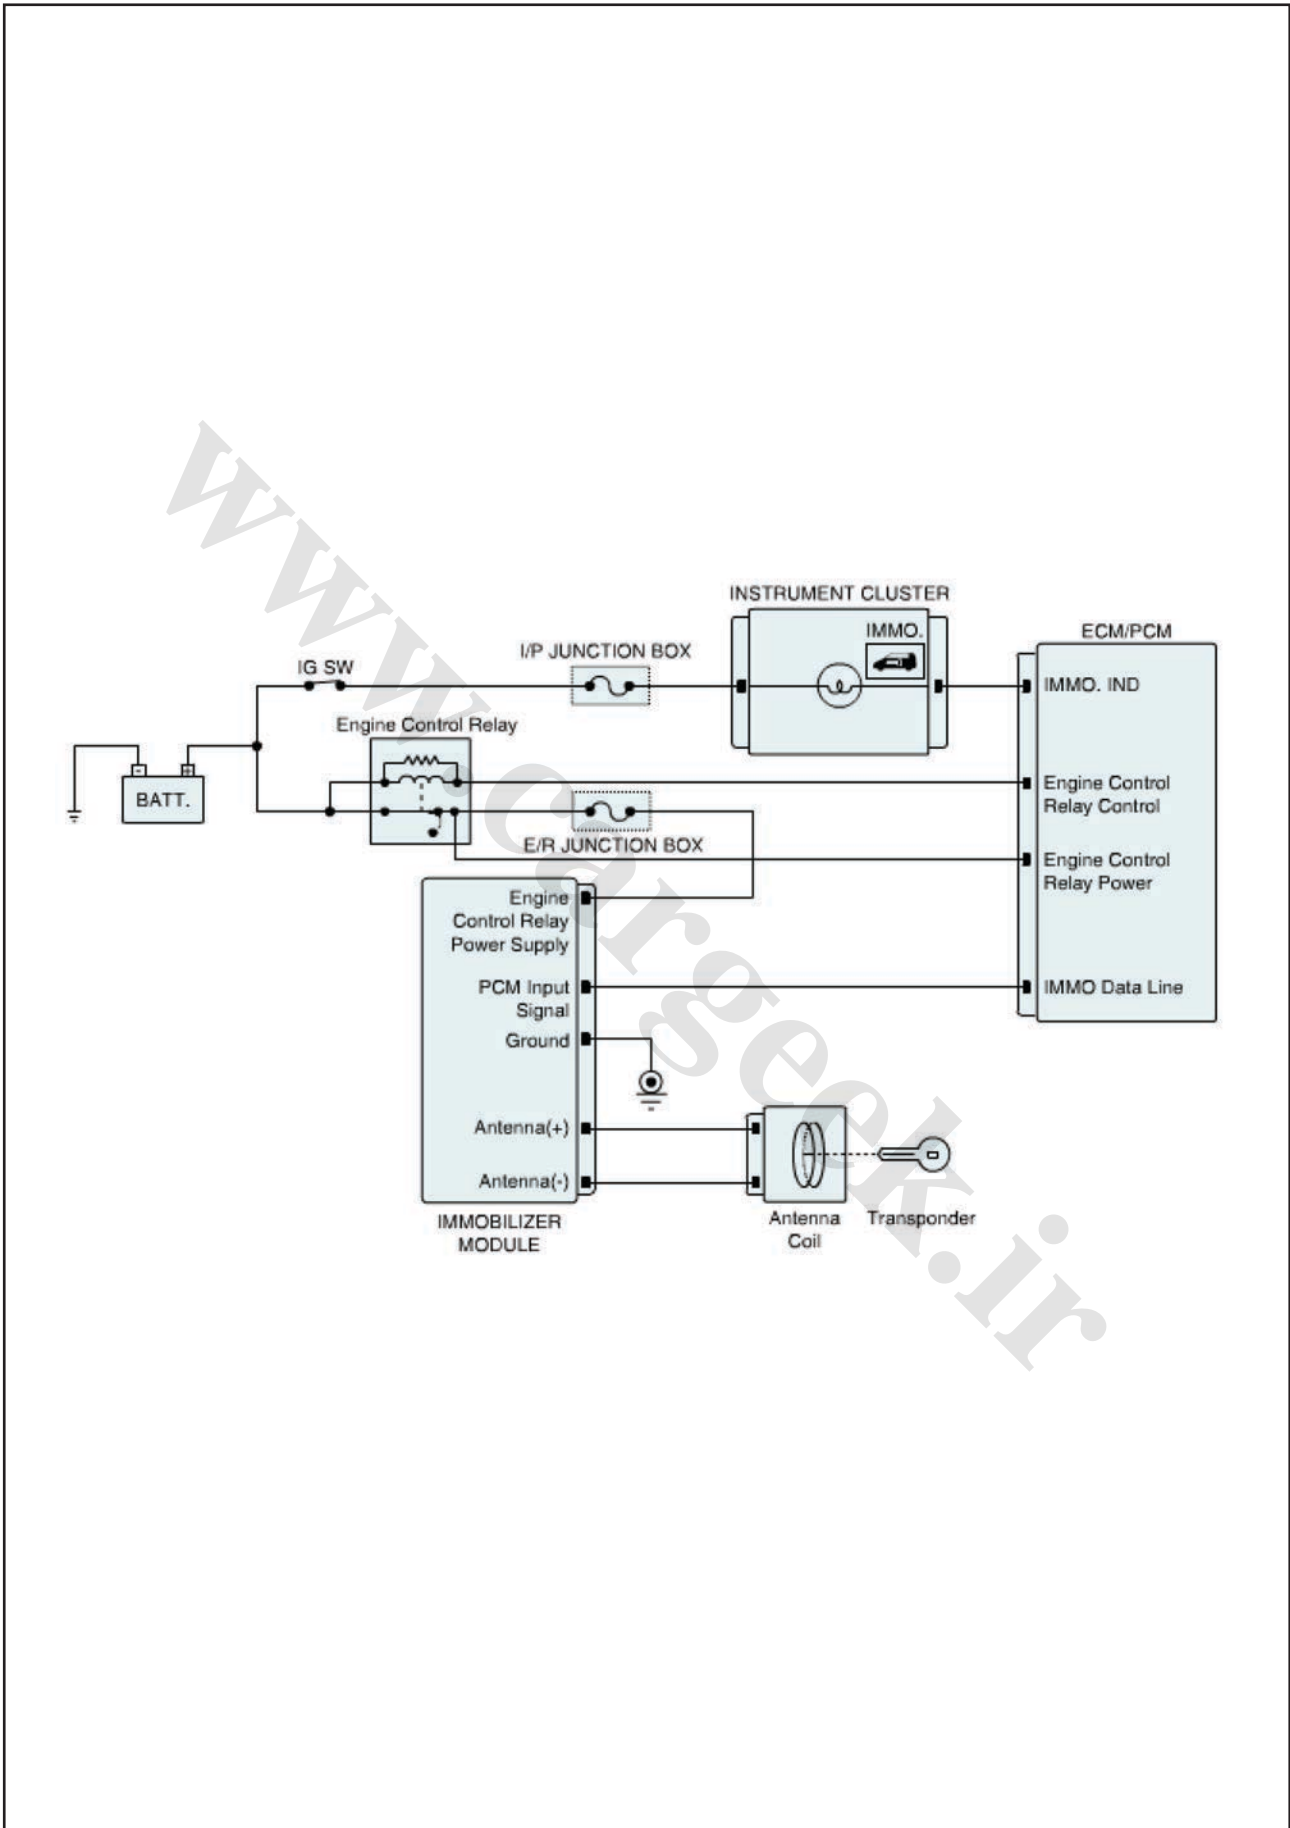 INSTRUMENT CLUSTER
IMMO.
ECM/PCM
I/P JUNCTION BOX
IG SW
IMMO. IND
Engine Control Relay
- +
BATT.
Engine Control
Relay Control
E/R JUNCTION BOX
Engine Control
Relay Power
Engine
Control Relay
Power Supply
PCM Input
Signal
IMMO Data Line
Ground
Antenna(+)
Antenna(-)
IMMOBILIZER
MODULE
Antenna
Coil
Transponder
www.cargeek.ir